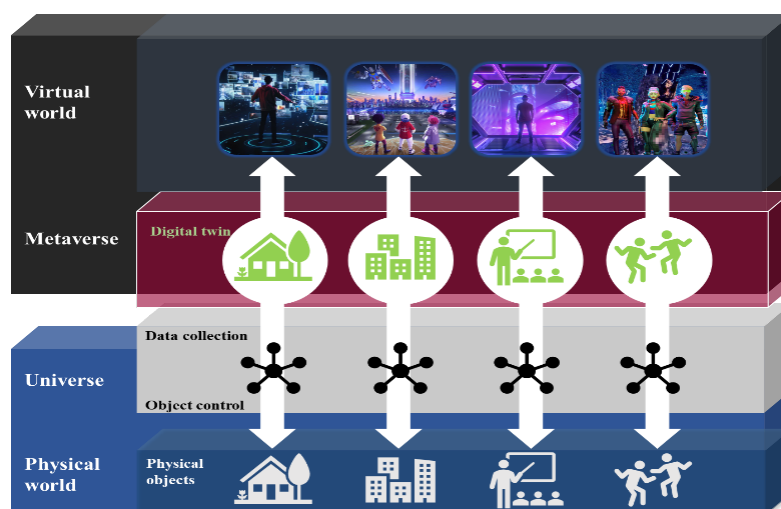 Virtual
world
Metaverse
Digital twin
Data collection
Universe
Object control
Physical
world
Physical
objects